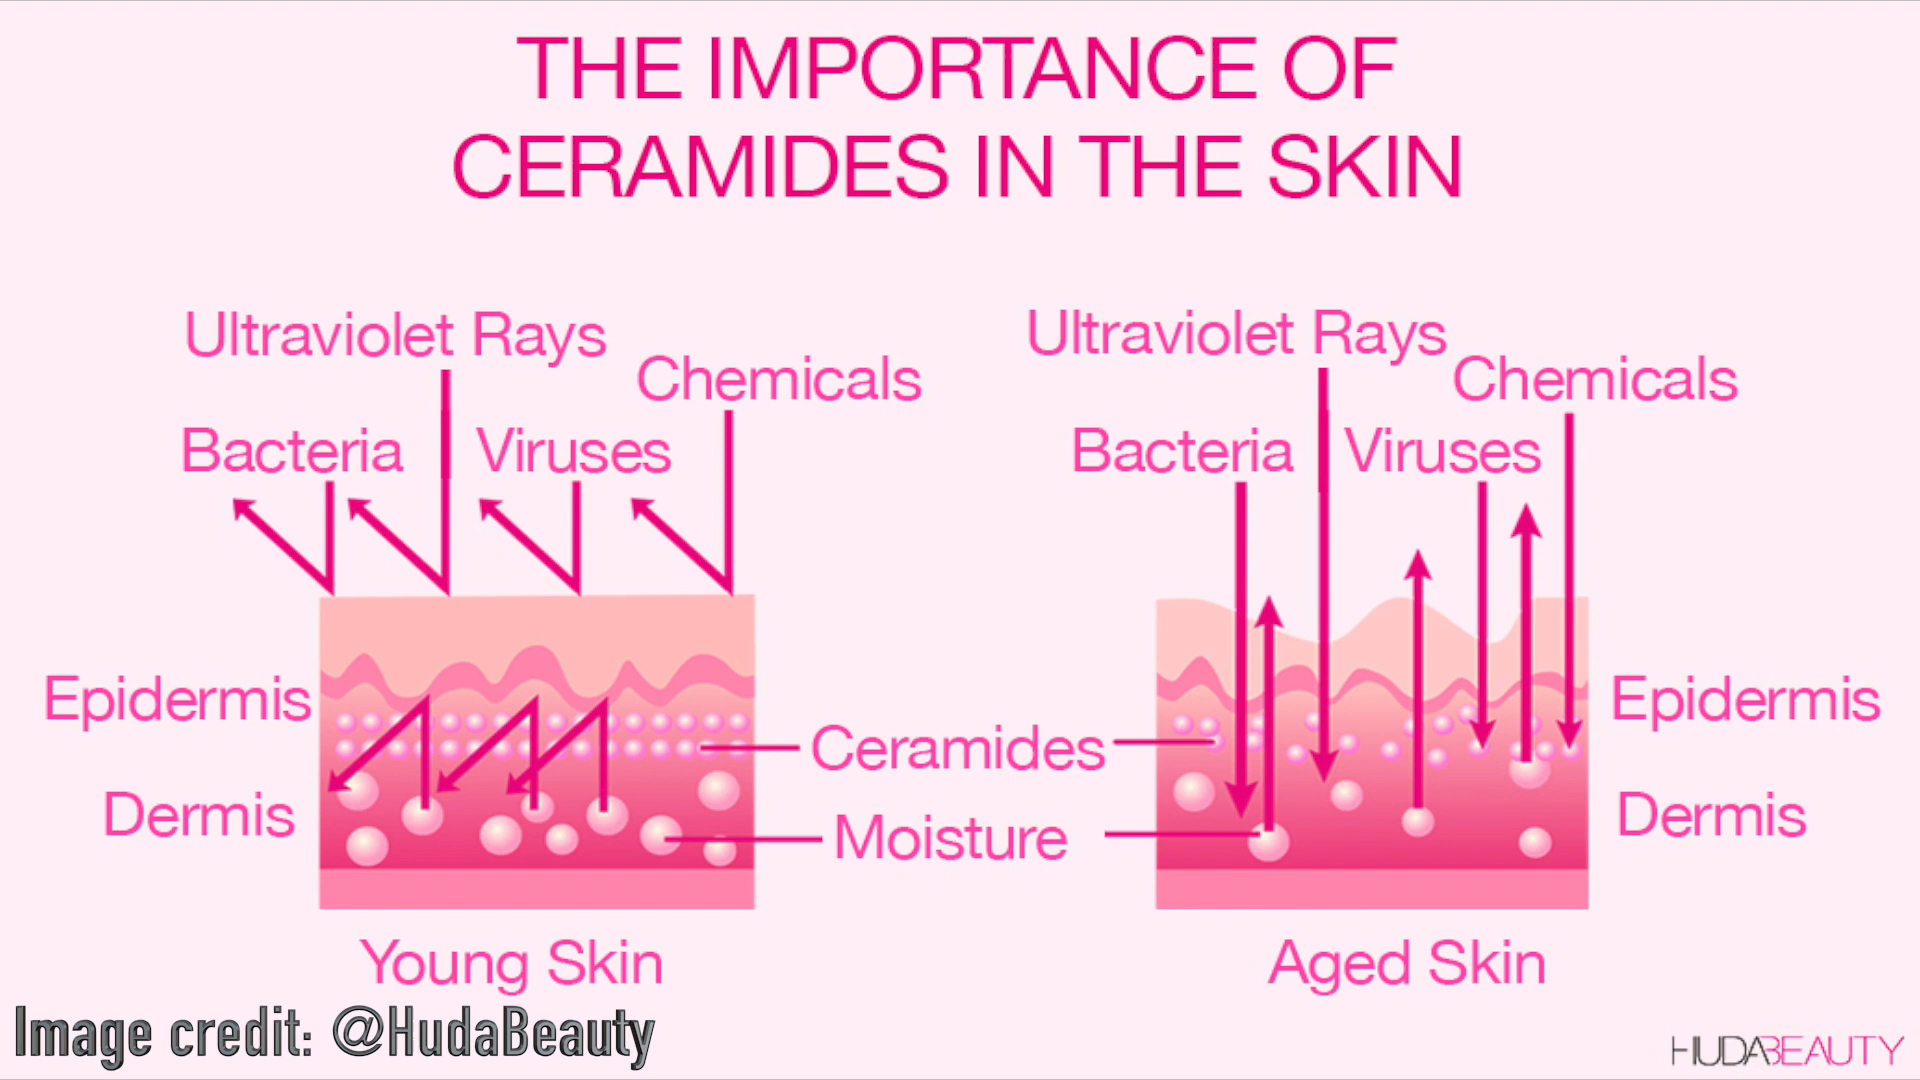 THE IMPORTANCE OF
CERAMIDES IN THE SKIN
Ultraviolet Rays
Chemicals
Bacteria
Viruses
Epidermis
Dermis
Young Skin
Ceramides
Moisture
Ultraviolet Rays
Chemicals
Bacteria
Viruses
Epidermis
Dermis
Aged Skin
Image credit: @HudaBeauty
HUDABEAUTY